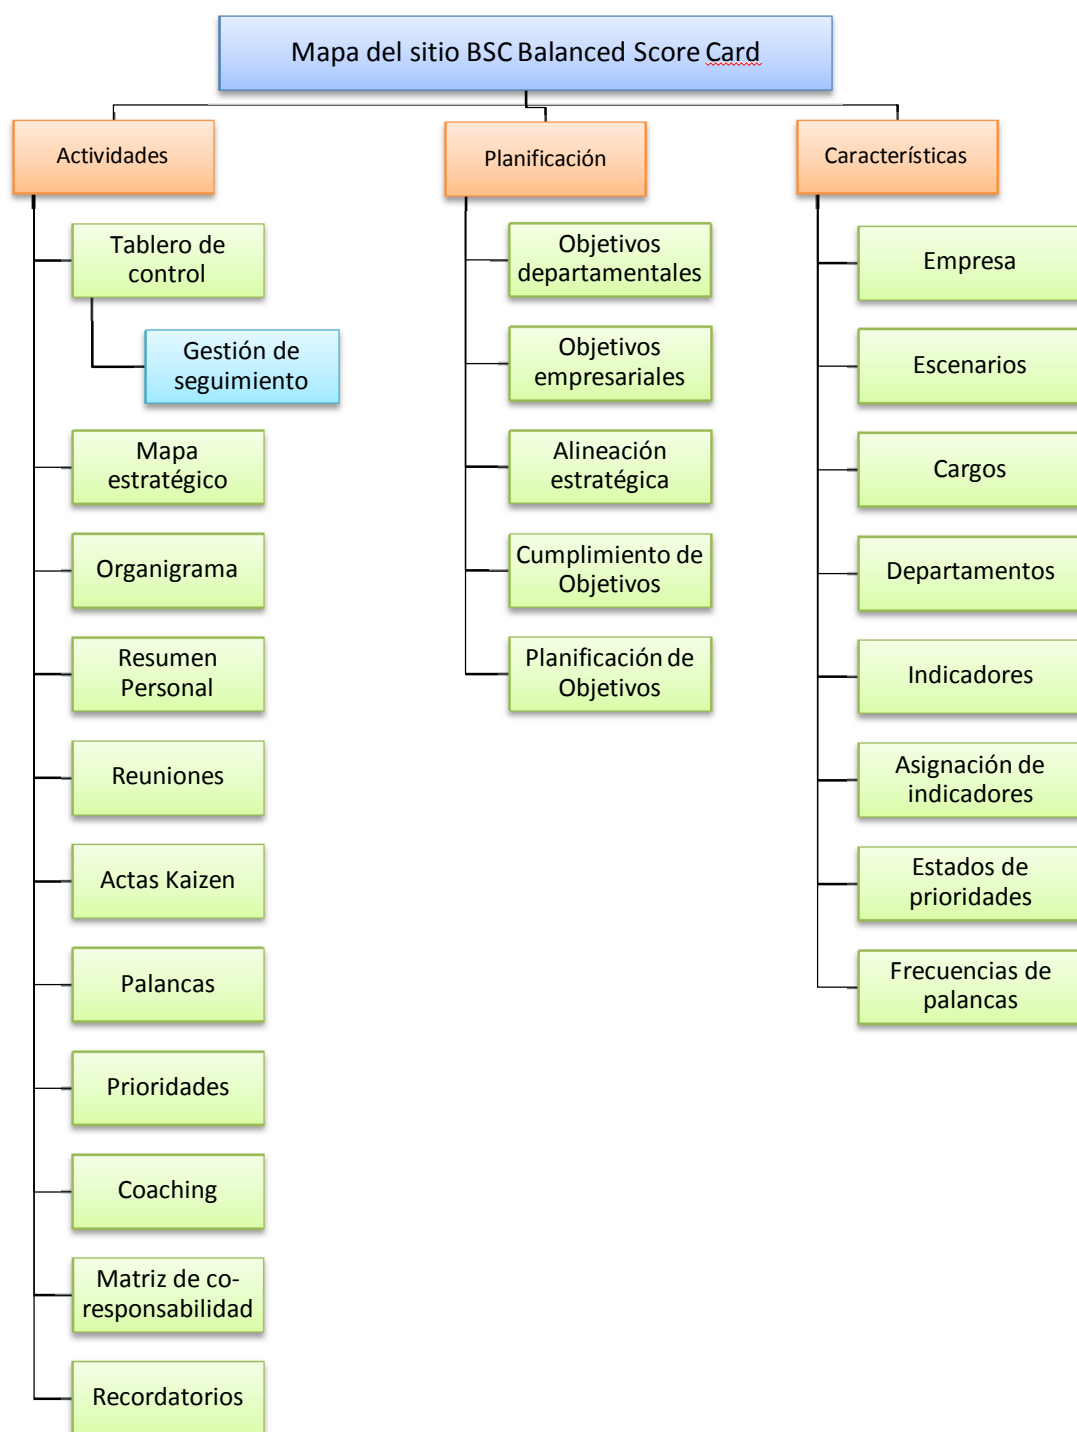 Mapa del sitio BSC Balanced Score Card
Actividades
Tablero de
control
Gestión de
seguimiento
Mapa
estratégico
Organigrama
Resumen
Personal
Reuniones
Actas Kaizen
Palancas
Prioridades
Coaching
Matriz de co-
responsabilidad
Recordatorios
Planificación
Objetivos
departamentales
Objetivos
empresariales
Alineación
estratégica
Cumplimiento de
Objetivos
Planificación de
Objetivos
Características
Empresa
Escenarios
Cargos
Departamentos
Indicadores
Asignación de
indicadores
Estados de
prioridades
Frecuencias de
palancas